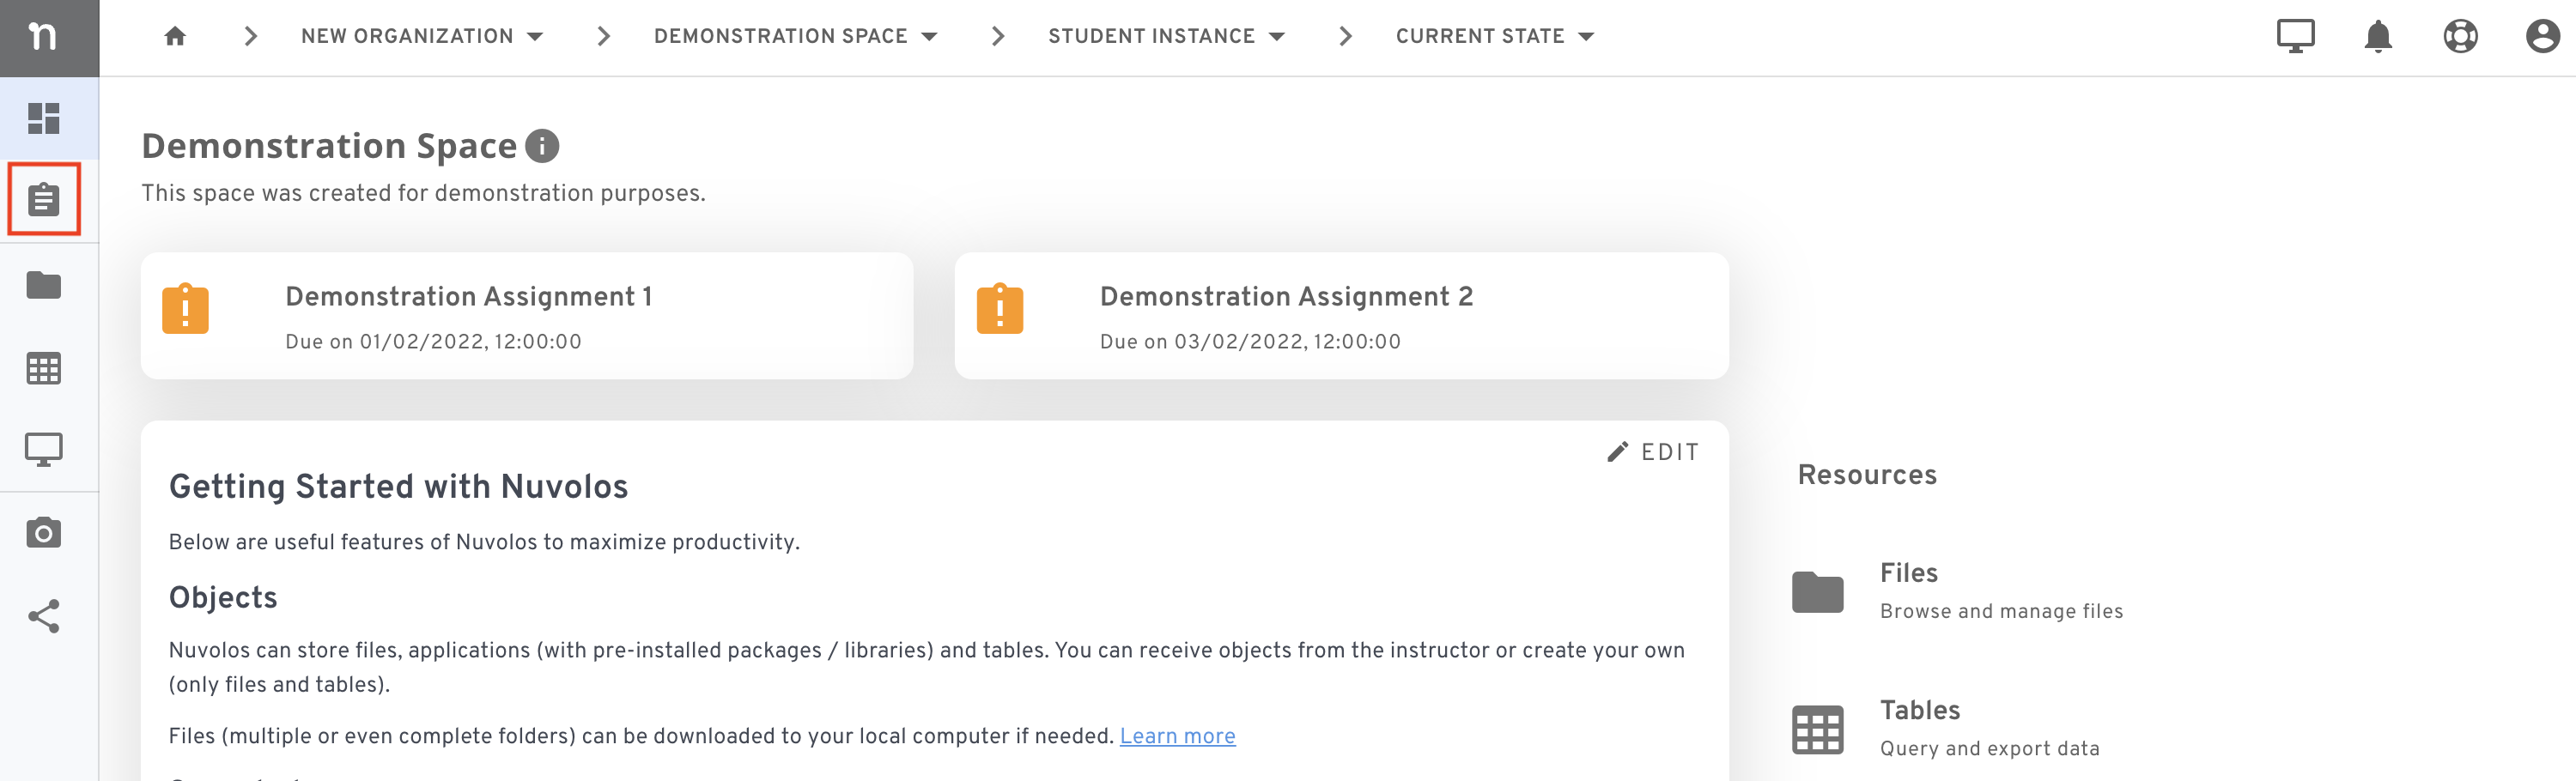 n
NEW ORGANIZATION
DEMONSTRATION SPACE
STUDENT INSTANCE
CURRENT STATE
Demonstration Space
This space was created for demonstration purposes.
Demonstration Assignment 1
Due on 01/02/2022, 12:00:00
Demonstration Assignment 2
Due on 03/02/2022, 12:00:00
EDIT
Getting Started with Nuvolos
Below are useful features of Nuvolos to maximize productivity.
Objects
Nuvolos can store files, applications (with pre-installed packages / libraries) and tables. You can receive objects from the instructor or create your own
(only files and tables).
Files (multiple or even complete folders) can be downloaded to your local computer if needed. Learn more
Resources
Files
Browse and manage files
Tables
Query and export data